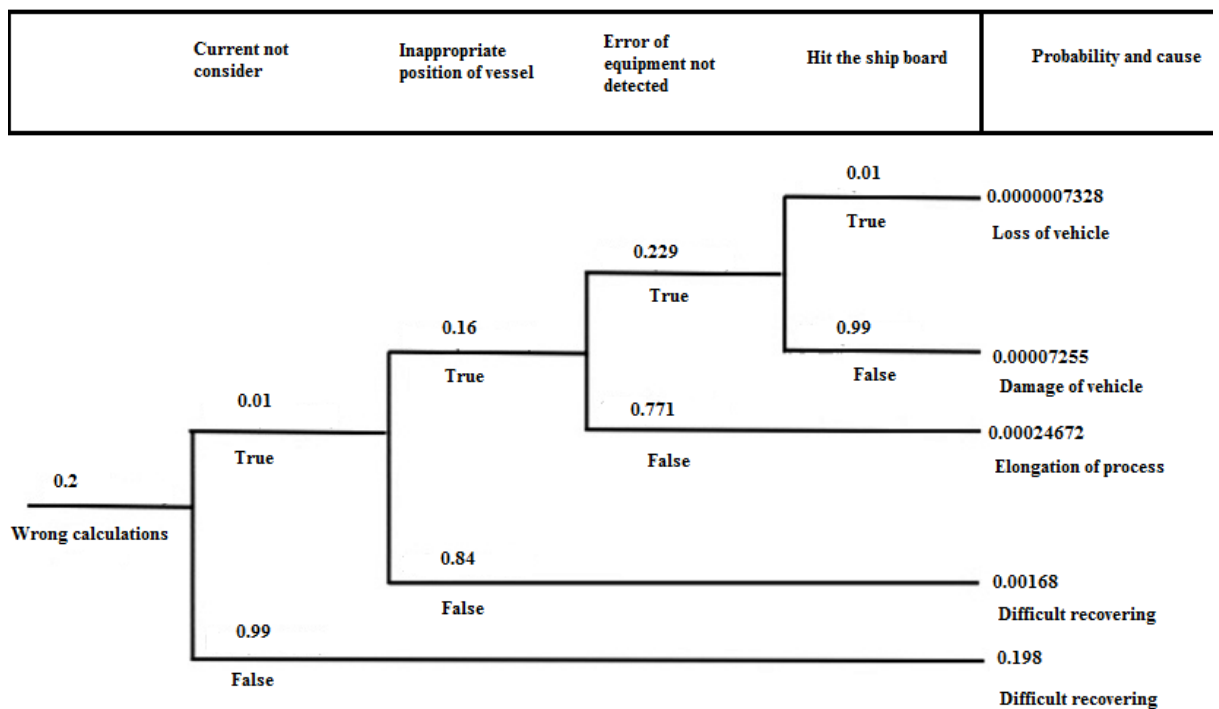 Current not
consider
Inappropriate
position of vessel
Error of
equipment not
detected
Hit the ship board
Probability and cause
0.01
0.0000007328
True
Loss of vehicle
0.229
True
0.16
0.99
0.00007255
True
False
Damage of vehicle
0.01
0.771
0.00024672
True
False
Elongation of process
0.2
Wrong calculations
0.84
0.00168
False
Difficult recovering
0.99
0.198
False
Difficult recovering